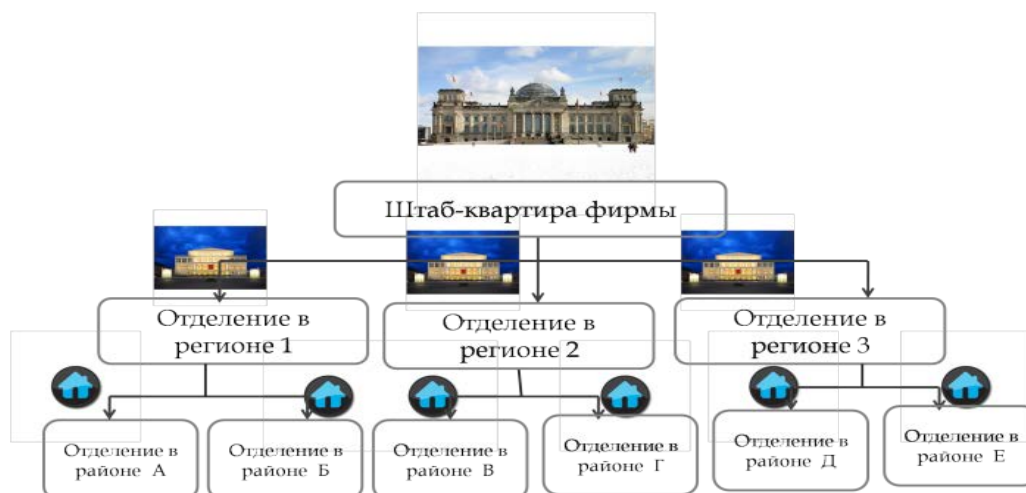 Штаб-квартира фирмы
Отделение в
регионе 1
Отделение в
регионе 2
Отделение в
регионе 3
Отделение в
районе А
Отделение в
районе Б
Отделение в
районе В
Отделение в
районе Г
Отделение в
районе Д
Отделение в
районе Е